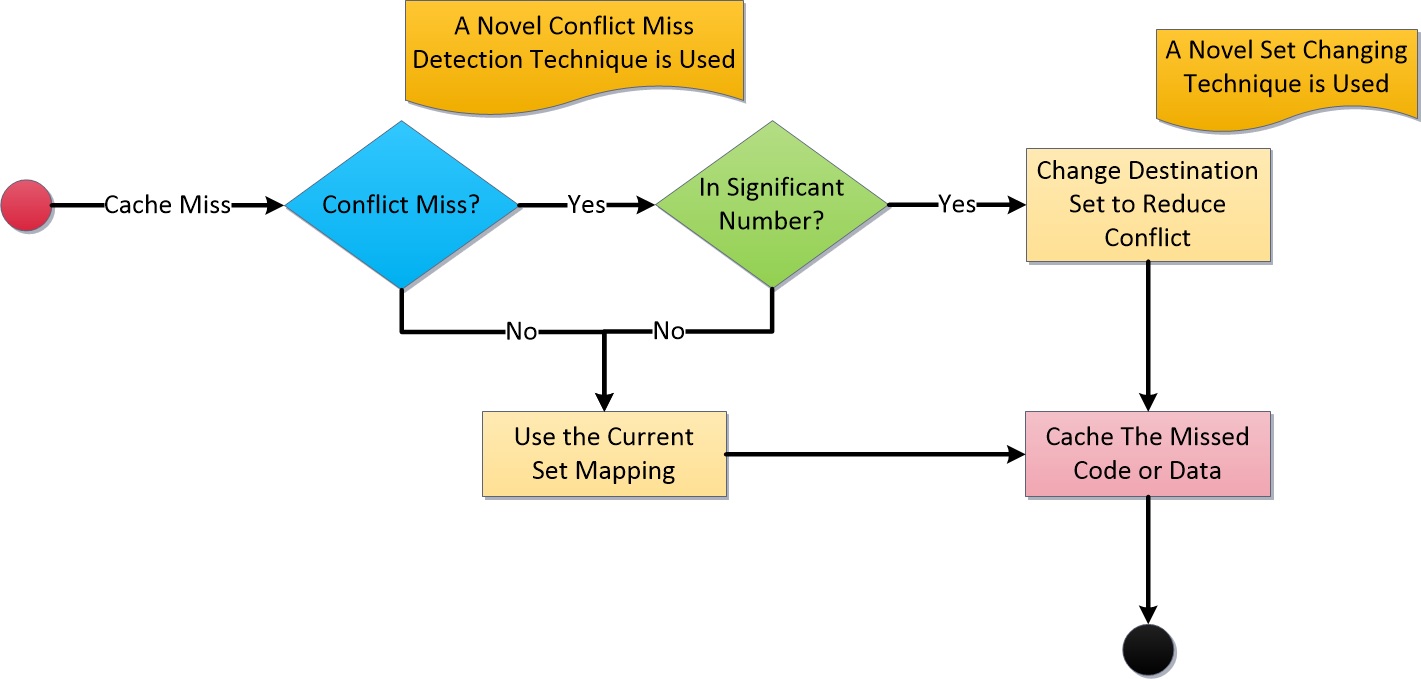 A Novel Conflict Miss
Detection Technique is Used
A Novel Set Changing
Technique is Used
Cache Miss
Conflict Miss?
Yes
In Significant
Number?
Yes
Change Destination
Set to Reduce
Conflict
No
No
Use the Current
Set Mapping
Cache The Missed
Code or Data